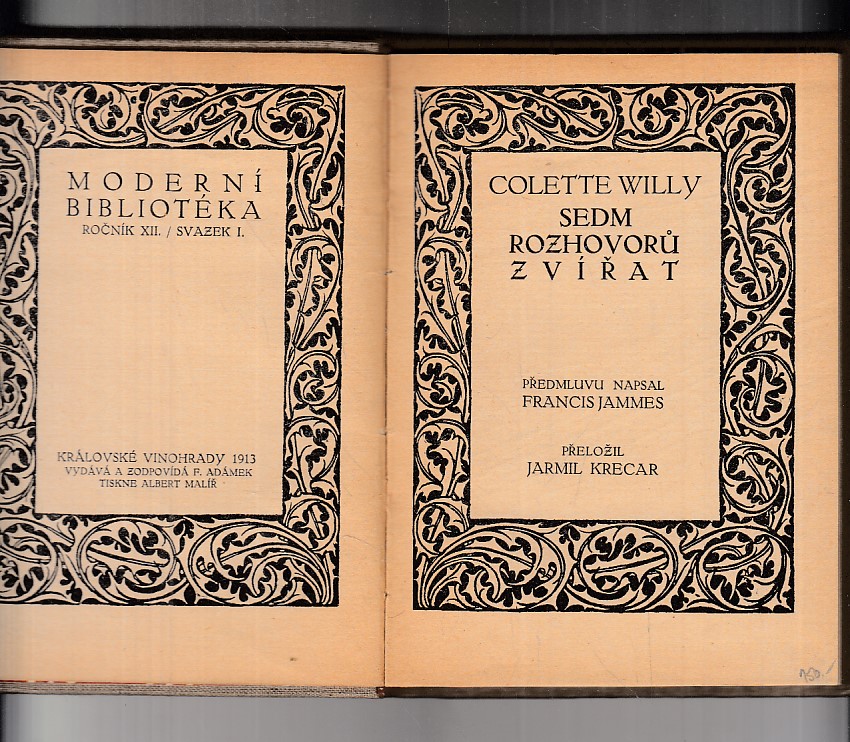 MODERNÍ
BIBLIOTÉKA
ROČNÍK XII. / SVAZEK I.
KRÁLOVSKÉ VINOHRADY 1913
VYDÁVÁ A ZODPOVÍDÁ F. ADÁMEK
TISKNE ALBERT MALÍŘ
COLETTE WILLY
SEDM
ROZHOVORŮ
ZVÍŘAT
PŘEDMLUVU NAPSAL
FRANCIS JAMMES
PŘELOŽIL
JARMIL KRECAR